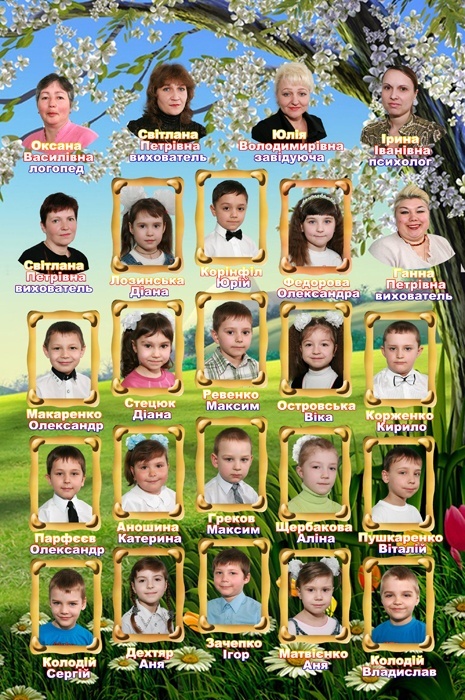 Оксана
Василівна
логопед
Світлана
Петрівна
вихователь
Юлія
Володимирівна
завідуюча
Ірина
Іванівна
психолог
Світлана
Петрівна
вихователь
Лозинська
Діана
Корінфіл
Юрій
Федорова
Олександра
Ганна
Петрівна
вихователь
Макаренко
Олександр
Стецюк
Діана
Ревенко
Максим
Островська
Віка
Корженко
Кирило
Парфєєв
Олександр
Аношина
Катерина
Греков
Максим
Щербакова
Аліна
Пушкаренко
Віталій
Колодій
Сергій
Дехтяр
Аня
Зачепко
Ігор
Матвієнко
Аня
Колодій
Владислав